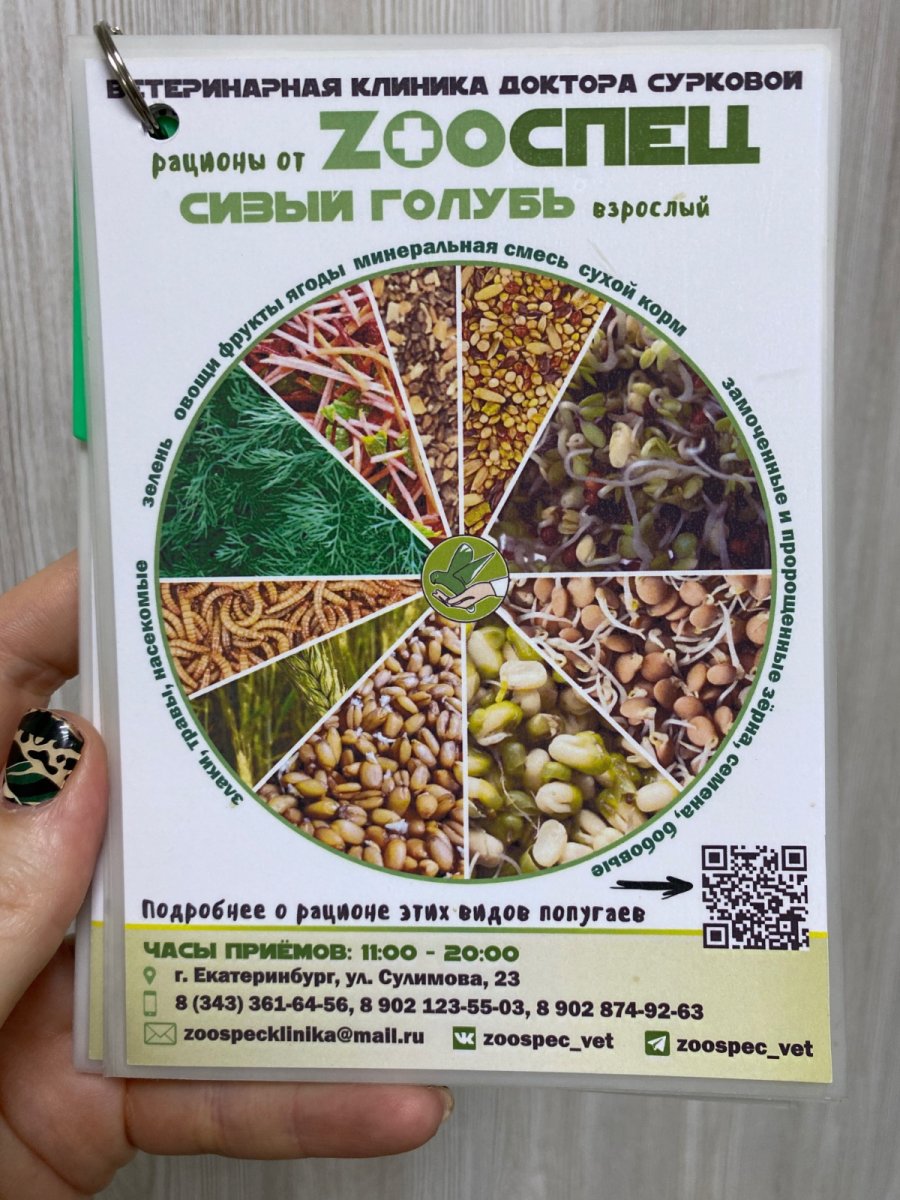 ВЕТЕРИНАРНАЯ КЛИНИКА ДОКТОРА СУРКОВОЙ
рационы от ZООСПЕЦ
СИЗЫЙ ГОЛУБЬ взрослый
злаки, травы, насекомые
зелень
овощи фрукты ягоды
минеральная смесь
сухой корм
замоченные и пророщенные зёрна, семена, бобовые
Подробнее о рационе этих видов попугаев
ЧАСЫ ПРИЁМОВ: 11:00 - 20:00
г. Екатеринбург, ул. Сулимова, 23
8 (343) 361-64-56, 8 902 123-55-03, 8 902 874-92-63
zoospecklinika@mail.ru zoospec_vet zoospec_vet